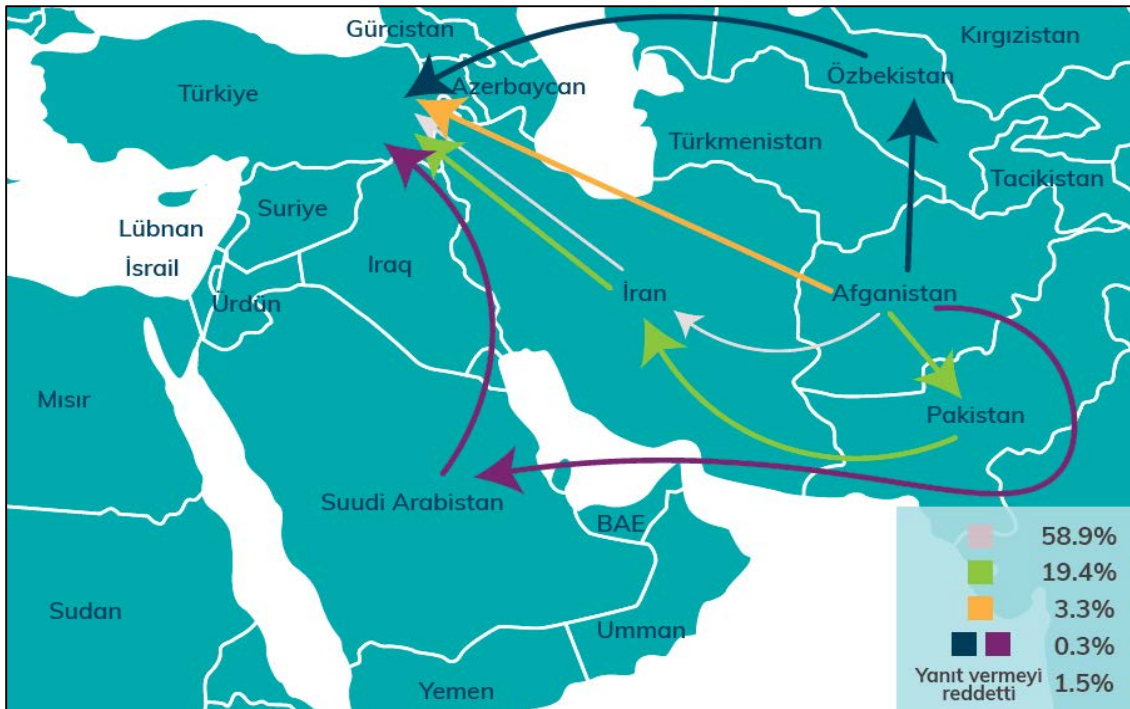 Gürcistan
Kırgızistan
Özbekistan
Azerbaycan
Türkiye
Türkmenistan
Tacikistan
Suriye
Lübnan
İsrail
Iraq
Ürdün
İran
Afganistan
Mısır
Pakistan
Suudi Arabistan
BAE
Sudan
Umman
Yemen
58.9%
19.4%
3.3%
0.3%
Yanıt vermeyi
reddetti
1.5%